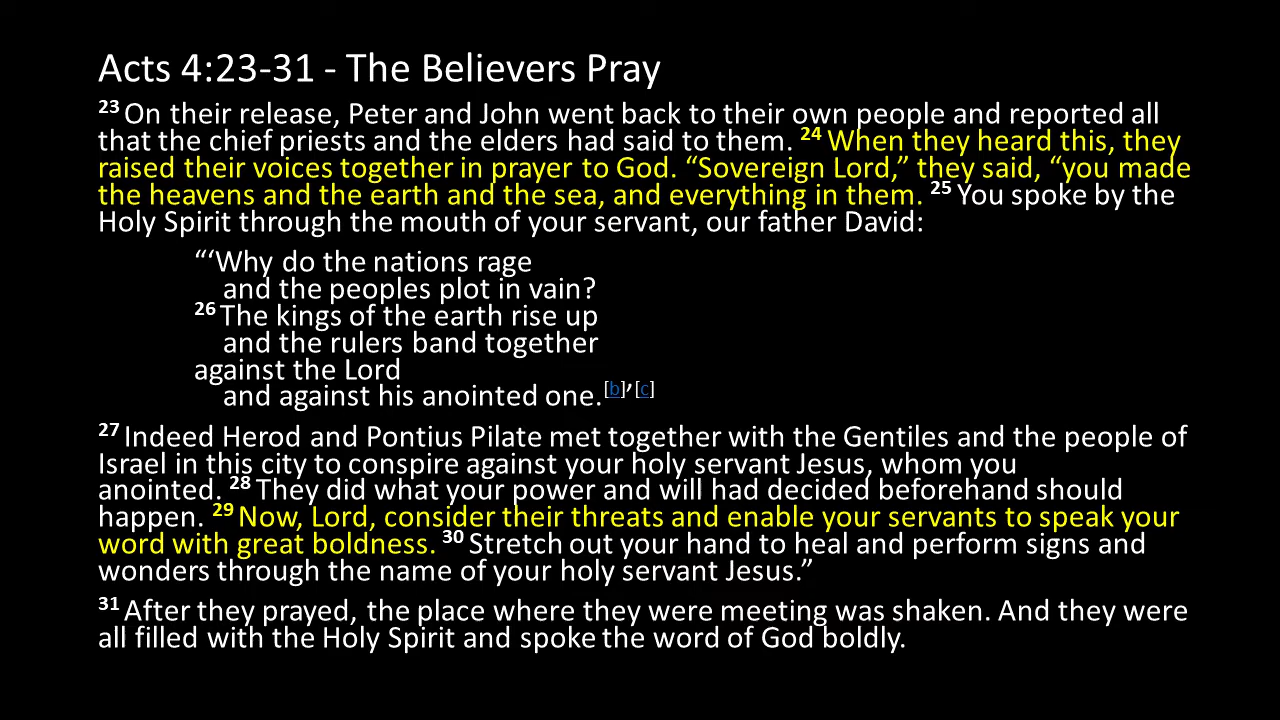 Acts 4:23-31 - The Believers Pray
23 On their release, Peter and John went back to their own people and reported all
that the chief priests and the elders had said to them. 24 When they heard this, they
raised their voices together in prayer to God. “Sovereign Lord,” they said, “you made
the heavens and the earth and the sea, and everything in them. 25 You spoke by the
Holy Spirit through the mouth of your servant, our father David:
“‘Why do the nations rage
and the peoples plot in vain?
26 The kings of the earth rise up
and the rulers band together
against the Lord
and against his anointed one.[b],[c]
27 Indeed Herod and Pontius Pilate met together with the Gentiles and the people of
Israel in this city to conspire against your holy servant Jesus, whom you
anointed. 28 They did what your power and will had decided beforehand should
happen. 29 Now, Lord, consider their threats and enable your servants to speak your
word with great boldness. 30 Stretch out your hand to heal and perform signs and
wonders through the name of your holy servant Jesus.”
31 After they prayed, the place where they were meeting was shaken. And they were
all filled with the Holy Spirit and spoke the word of God boldly.